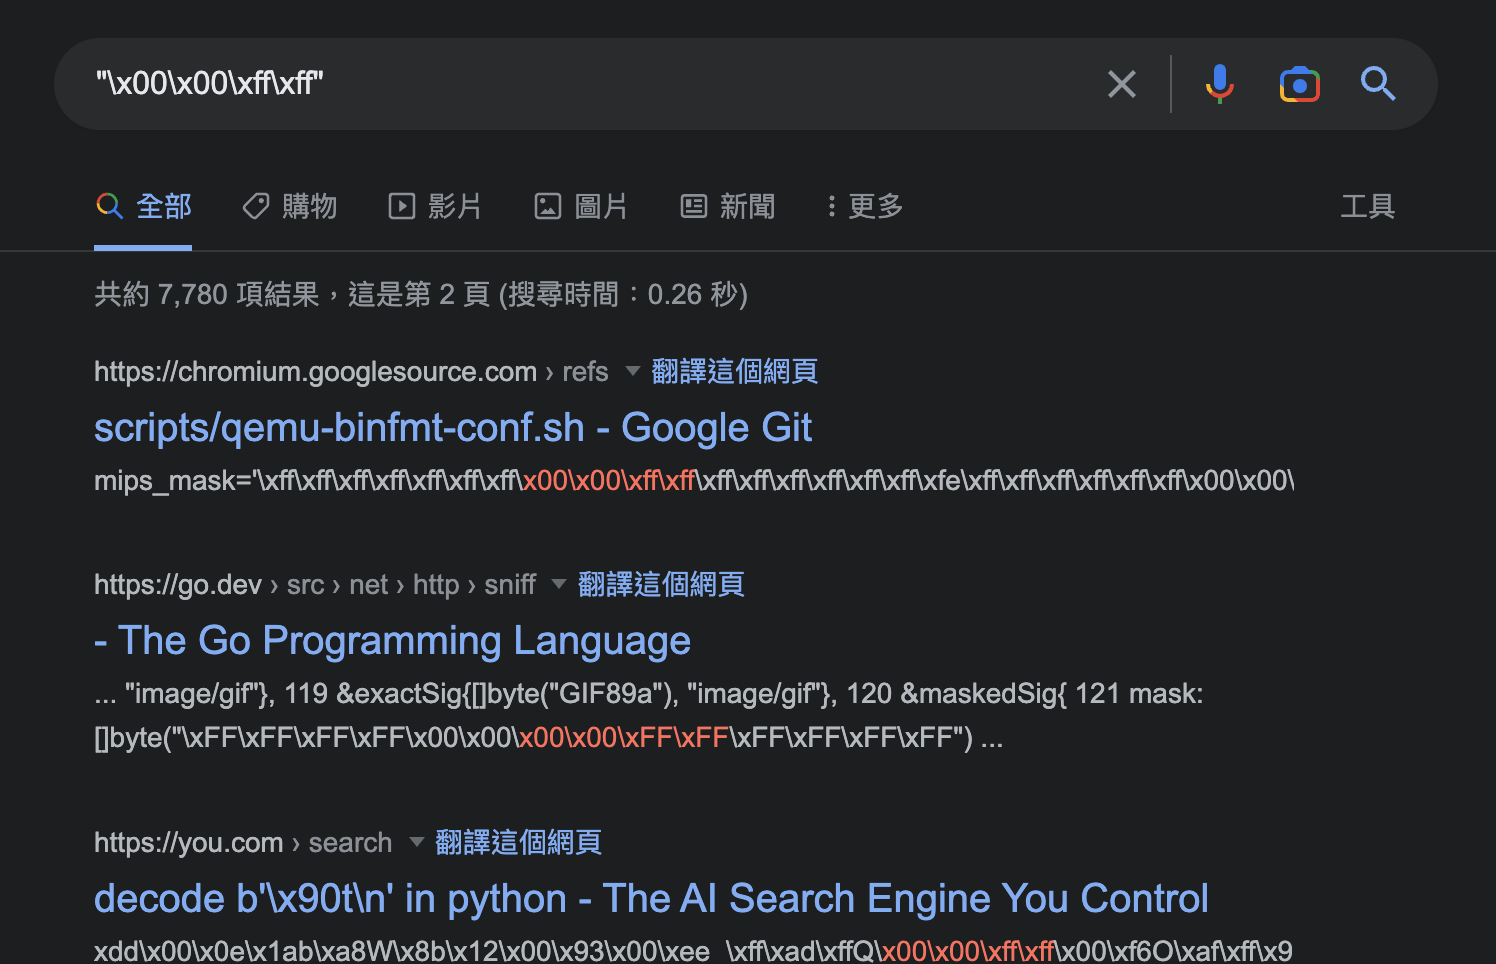 "\x00\x00\xff\xff"
全部 購物 影片 圖片 新聞 更多 工具
共約 7,780 項結果，這是第 2 頁 (搜尋時間：0.26 秒)
https://chromium.googlesource.com › refs 翻譯這個網頁
scripts/qemu-binfmt-conf.sh - Google Git
mips_mask='\xff\xff\xff\xff\xff\xff\xff\x00\x00\xff\xff\xff\xff\xff\xff\xff\xff\xfe\xff\xff\xff\xff\xff\xff\x00\x00\
https://go.dev › src › net › http › sniff 翻譯這個網頁
- The Go Programming Language
... "image/gif"}, 119 &exactSig{[]byte("GIF89a"), "image/gif"}, 120 &maskedSig{ 121 mask:
[]byte("\xFF\xFF\xFF\xFF\x00\x00\x00\x00\xFF\xFF\xFF\xFF\xFF\xFF") ...
https://you.com › search 翻譯這個網頁
decode b'\x90t\n' in python - The AI Search Engine You Control
xdd\x00\x0e\x1ab\xa8W\x8b\x12\x00\x93\x00\xee_\xff\xad\xffQ\x00\x00\xff\xff\x00\xf6O\xaf\xff\x9